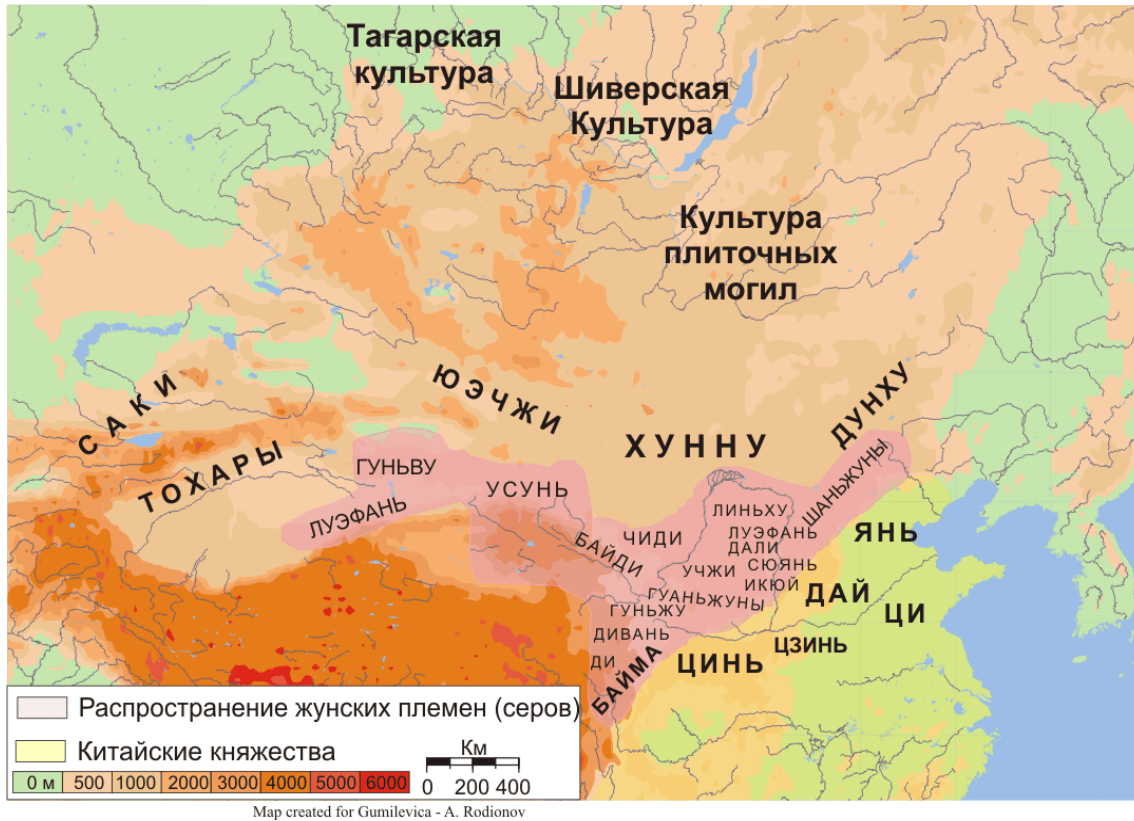 Тагарская
культура
Шиверская
Культура
Культура
плиточных
могил
САКИ
ТОХАРЫ
ЮЭЧЖИ
ХУННУ
ДУНХУ
ГУНЬВУ
ЛУЭФАНЬ
УСУНЬ
БАЙДИ
ЧИДИ
ЛИНЬХУ
ЛУЭФАНЬ
ДАЛИ
СЮЯНЬ
УЧЖИ
ИКЮЙ
ГУАНЬЖУНЫ
ГУНЬЖУ
ДИВАНЬ
ДИ
БАЙМА
ШАНЬЖУНЫ
ЯНЬ
ДАЙ
ЦИ
ЦЗИНЬ
ЦИНЬ
Распространение жунских племен (серов)
Китайские княжества
Км
0 200 400
0 м 500 1000 2000 3000 4000 5000 6000
Map created for Gumilevica - A. Rodionov